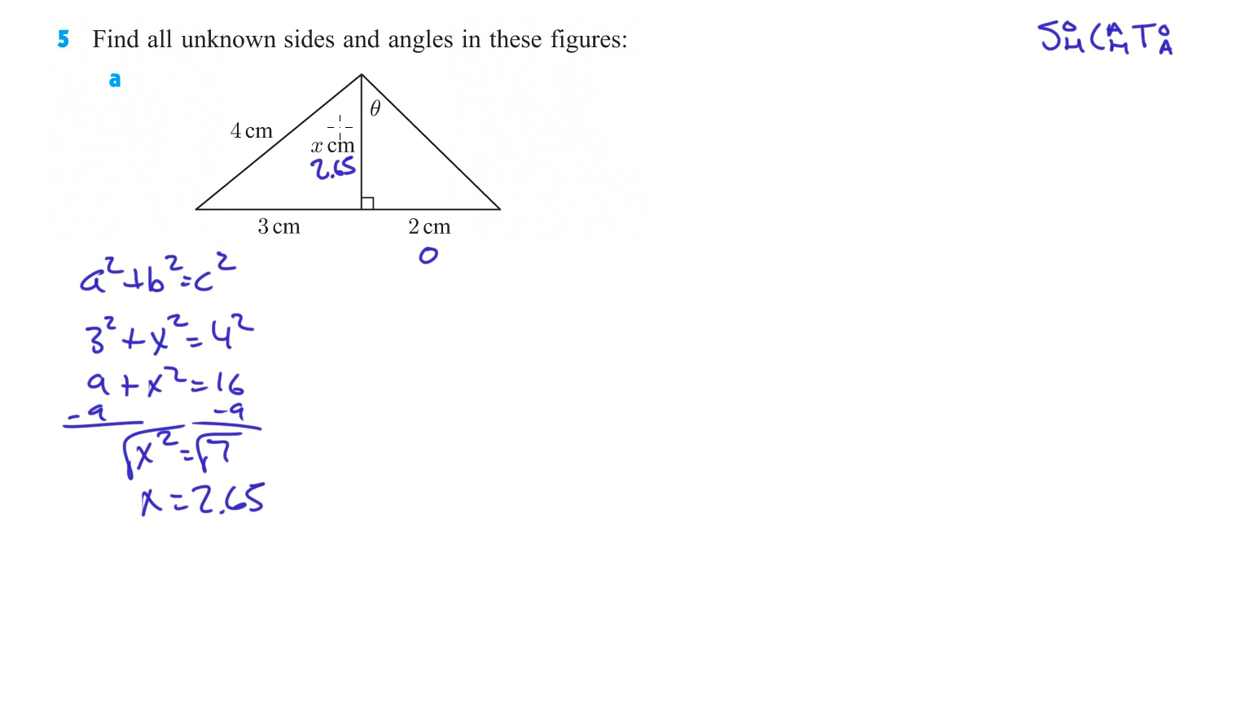 5 Find all unknown sides and angles in these figures:
SOH CAH TOA
a
θ
4 cm
x cm
2.65
3 cm
2 cm
O
a²+b²=c²
3²+x²=4²
9+x²=16
-9 -9
√x²=√7
x=2.65